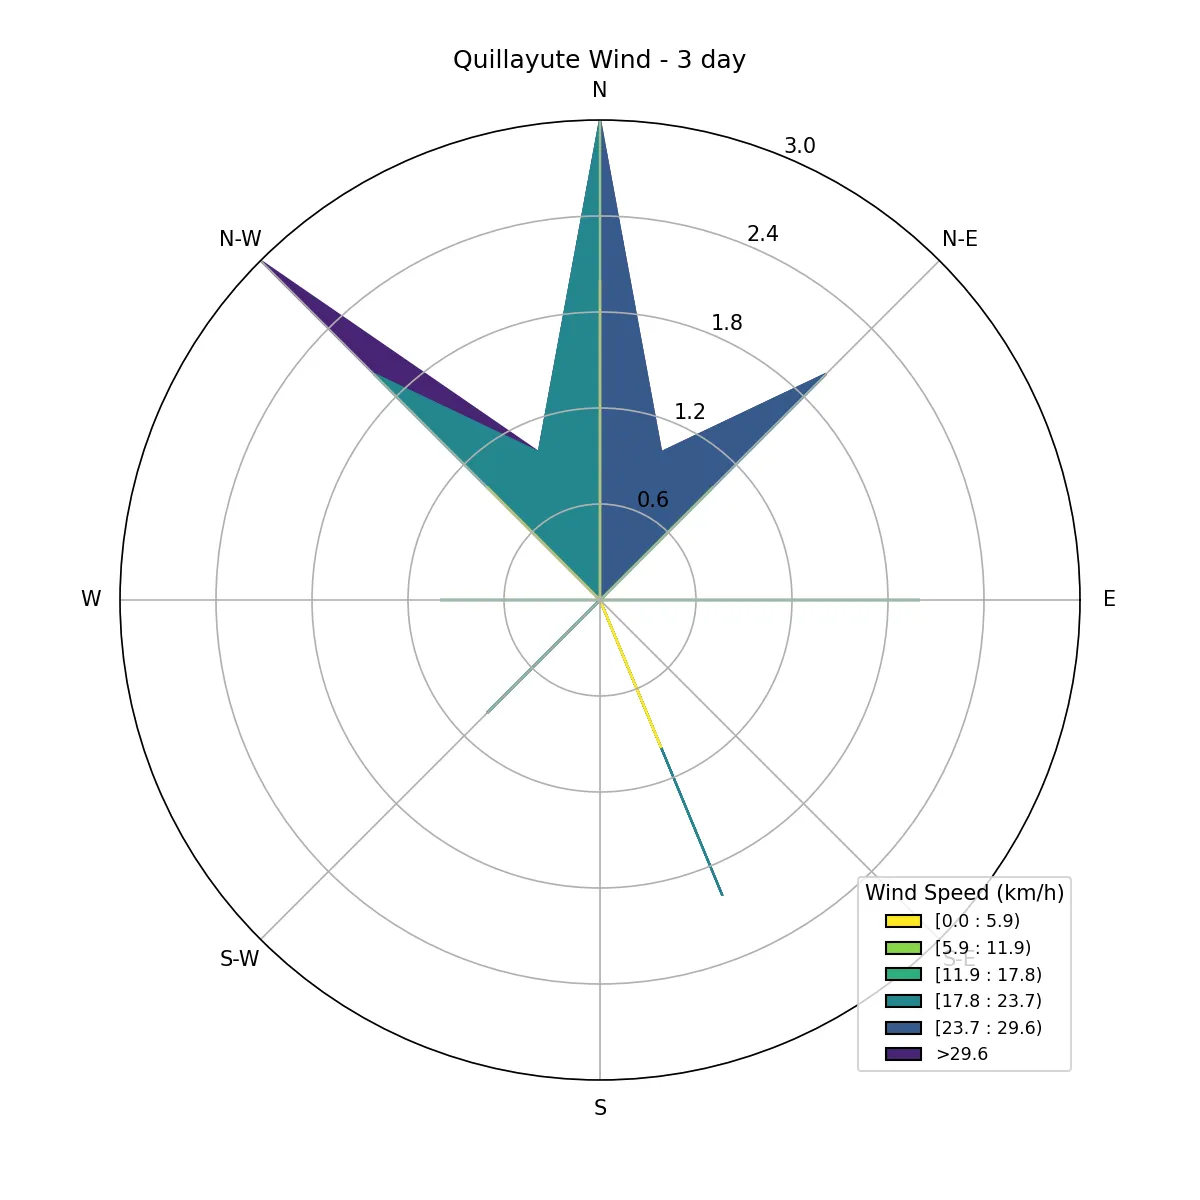 Quillayute Wind - 3 day
N
3.0
N-W
2.4
N-E
1.8
1.2
0.6
W
E
Wind Speed (km/h)
[0.0 : 5.9)
[5.9 : 11.9)
S-W
S-E
[11.9 : 17.8)
[17.8 : 23.7)
[23.7 : 29.6)
>29.6
S